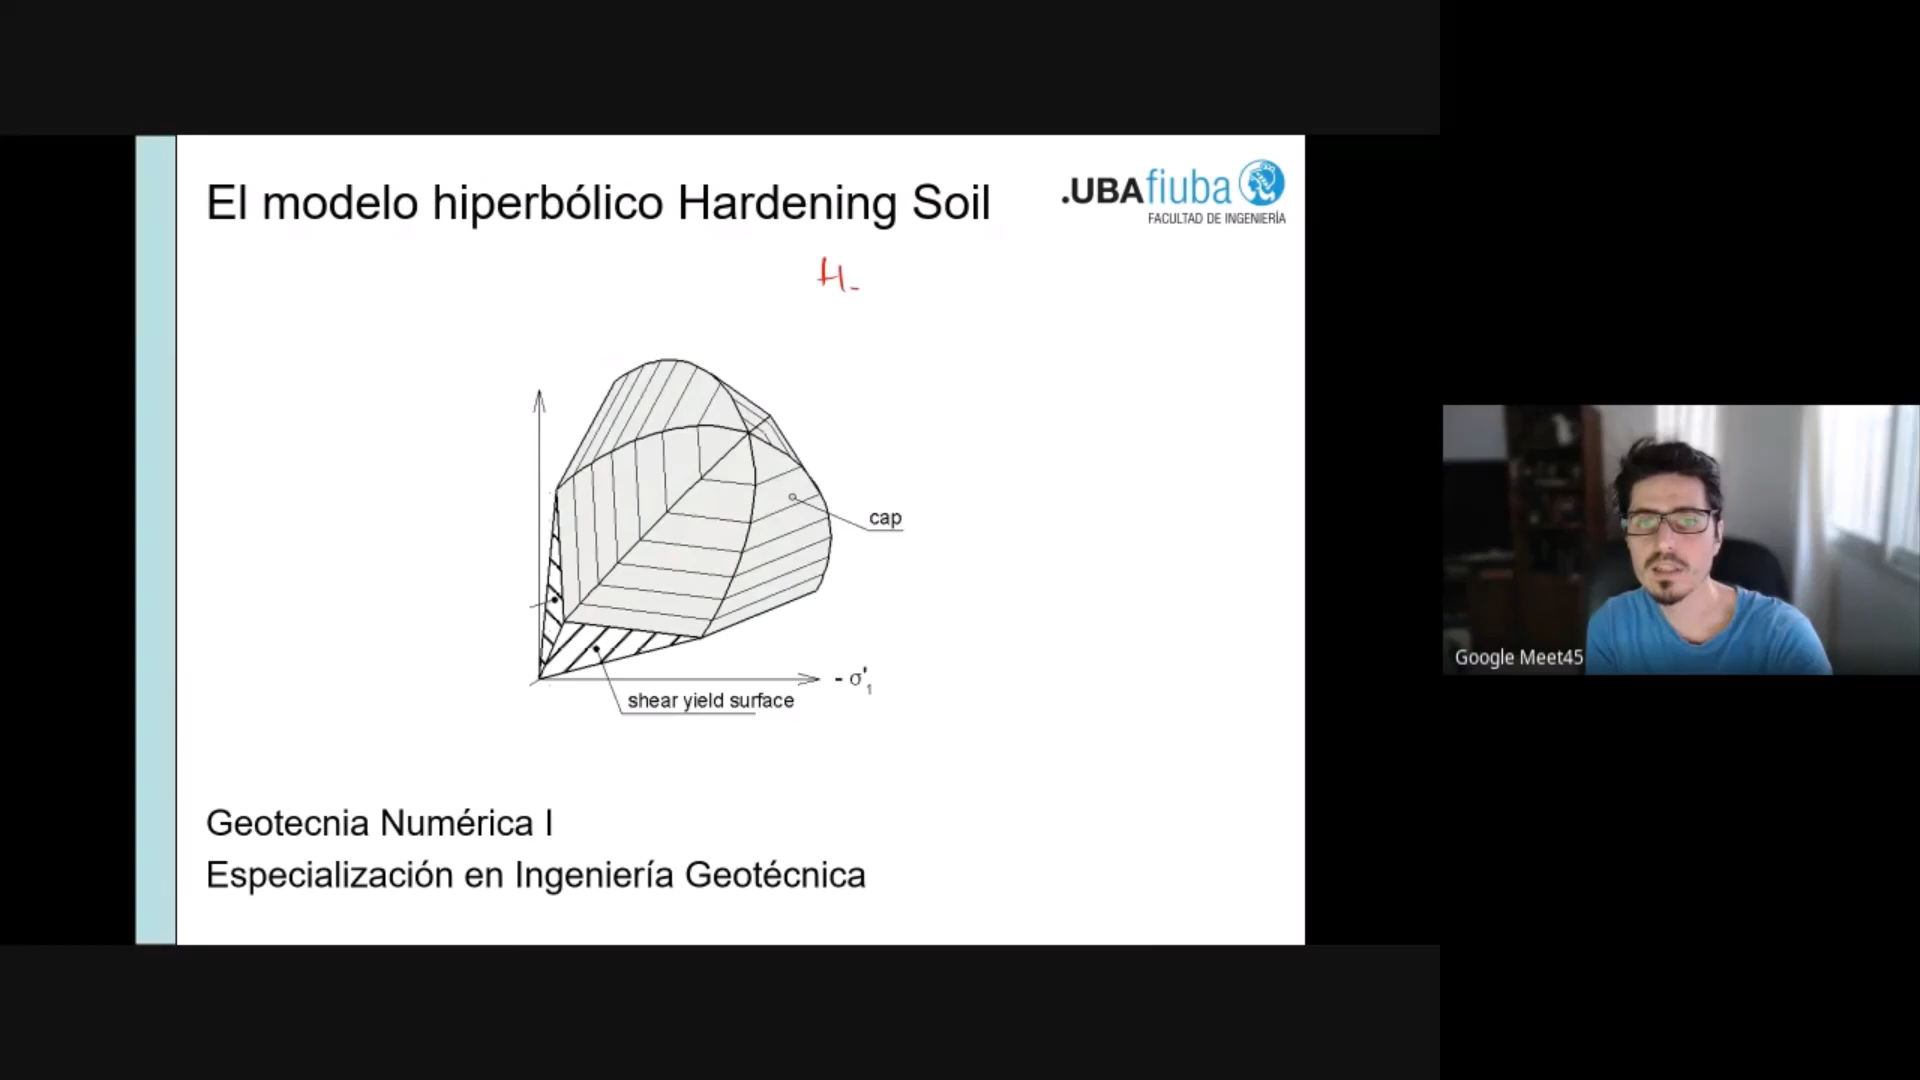 El modelo hiperbólico Hardening Soil
.UBAfiuba
FACULTAD DE INGENIERÍA
H-
cap
- σ'1
shear yield surface
Geotecnia Numérica I
Especialización en Ingeniería Geotécnica
Google Meet45